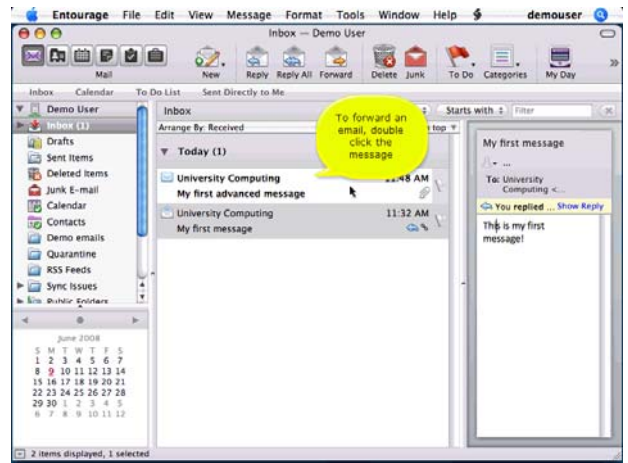 Entourage File Edit View Message Format Tools Window Help demouser
Inbox — Demo User
Mail New Reply Reply All Forward Delete Junk To Do Categories My Day
Inbox Calendar To Do List Sent Directly to Me
Demo User
Inbox (1)
Drafts
Sent Items
Deleted Items
Junk E-mail
Calendar
Contacts
Demo emails
Quarantine
RSS Feeds
Sync Issues
Public Folders
June 2008
S M T W T F S
1 2 3 4 5 6 7
8 9 10 11 12 13 14
15 16 17 18 19 20 21
22 23 24 25 26 27 28
29 30 1 2 3 4 5
6 7 8 9 10 11 12
Inbox
Starts with Filter
Arrange By: Received
top
To forward an
email, double
click the
message
Today (1)
University Computing
11:48 AM
My first advanced message
University Computing 11:32 AM
My first message
My first message
...
To: University
Computing <...
You replied ... Show Reply
This is my first
message!
2 items displayed, 1 selected